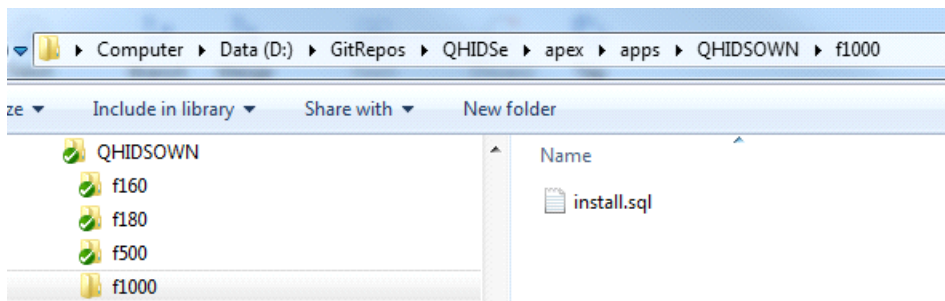 Computer Data (D:) GitRepos QHIDSe apex apps QHIDSOWN f1000
ze Include in library Share with New folder
QHIDSOWN
Name
f160
install.sql
f180
f500
f1000